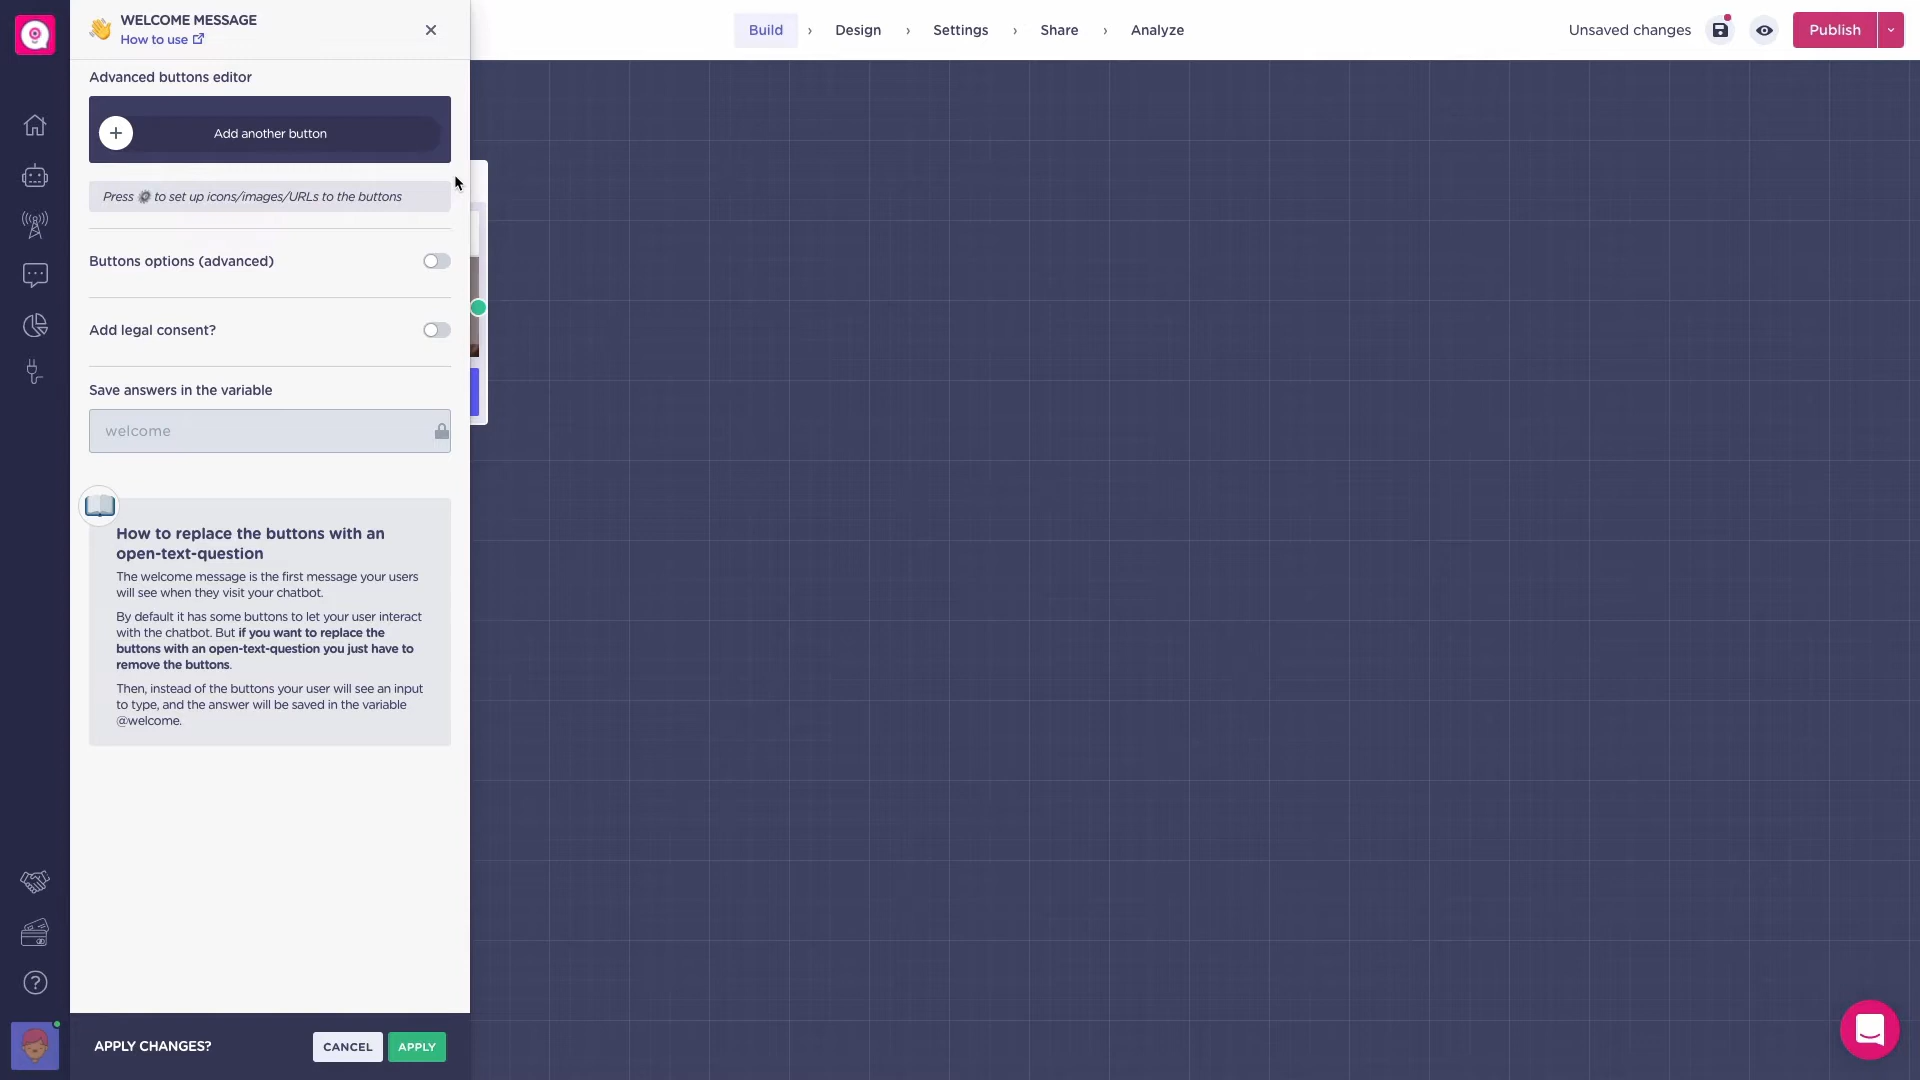 WELCOME MESSAGE
How to use
Build
Design
Settings
Share
Analyze
Unsaved changes
Publish
Advanced buttons editor
Add another button
Press to set up icons/images/URLs to the buttons
Buttons options (advanced)
Add legal consent?
Save answers in the variable
welcome
How to replace the buttons with an
open-text-question
The welcome message is the first message your users
will see when they visit your chatbot.
By default it has some buttons to let your user interact
with the chatbot. But if you want to replace the
buttons with an open-text-question you just have to
remove the buttons.
Then, instead of the buttons your user will see an input
to type, and the answer will be saved in the variable
@welcome.
APPLY CHANGES?
CANCEL
APPLY